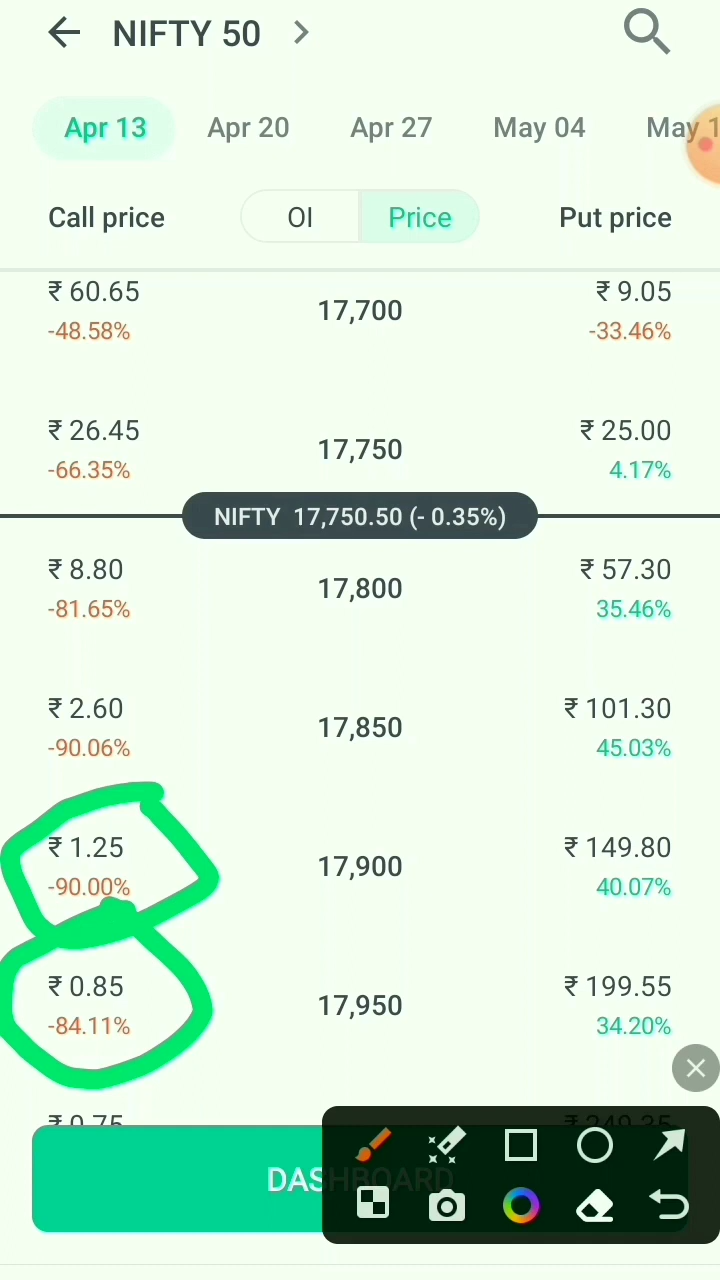 NIFTY 50
Apr 13 Apr 20 Apr 27 May 04 May 1
Call price OI Price Put price
₹ 60.65 17,700 ₹ 9.05
-48.58% -33.46%
₹ 26.45 17,750 ₹ 25.00
-66.35% 4.17%
NIFTY 17,750.50 (- 0.35%)
₹ 8.80 17,800 ₹ 57.30
-81.65% 35.46%
₹ 2.60 17,850 ₹ 101.30
-90.06% 45.03%
₹ 1.25 17,900 ₹ 149.80
-90.00% 40.07%
₹ 0.85 17,950 ₹ 199.55
-84.11% 34.20%
₹ 0.75
DASHBOARD